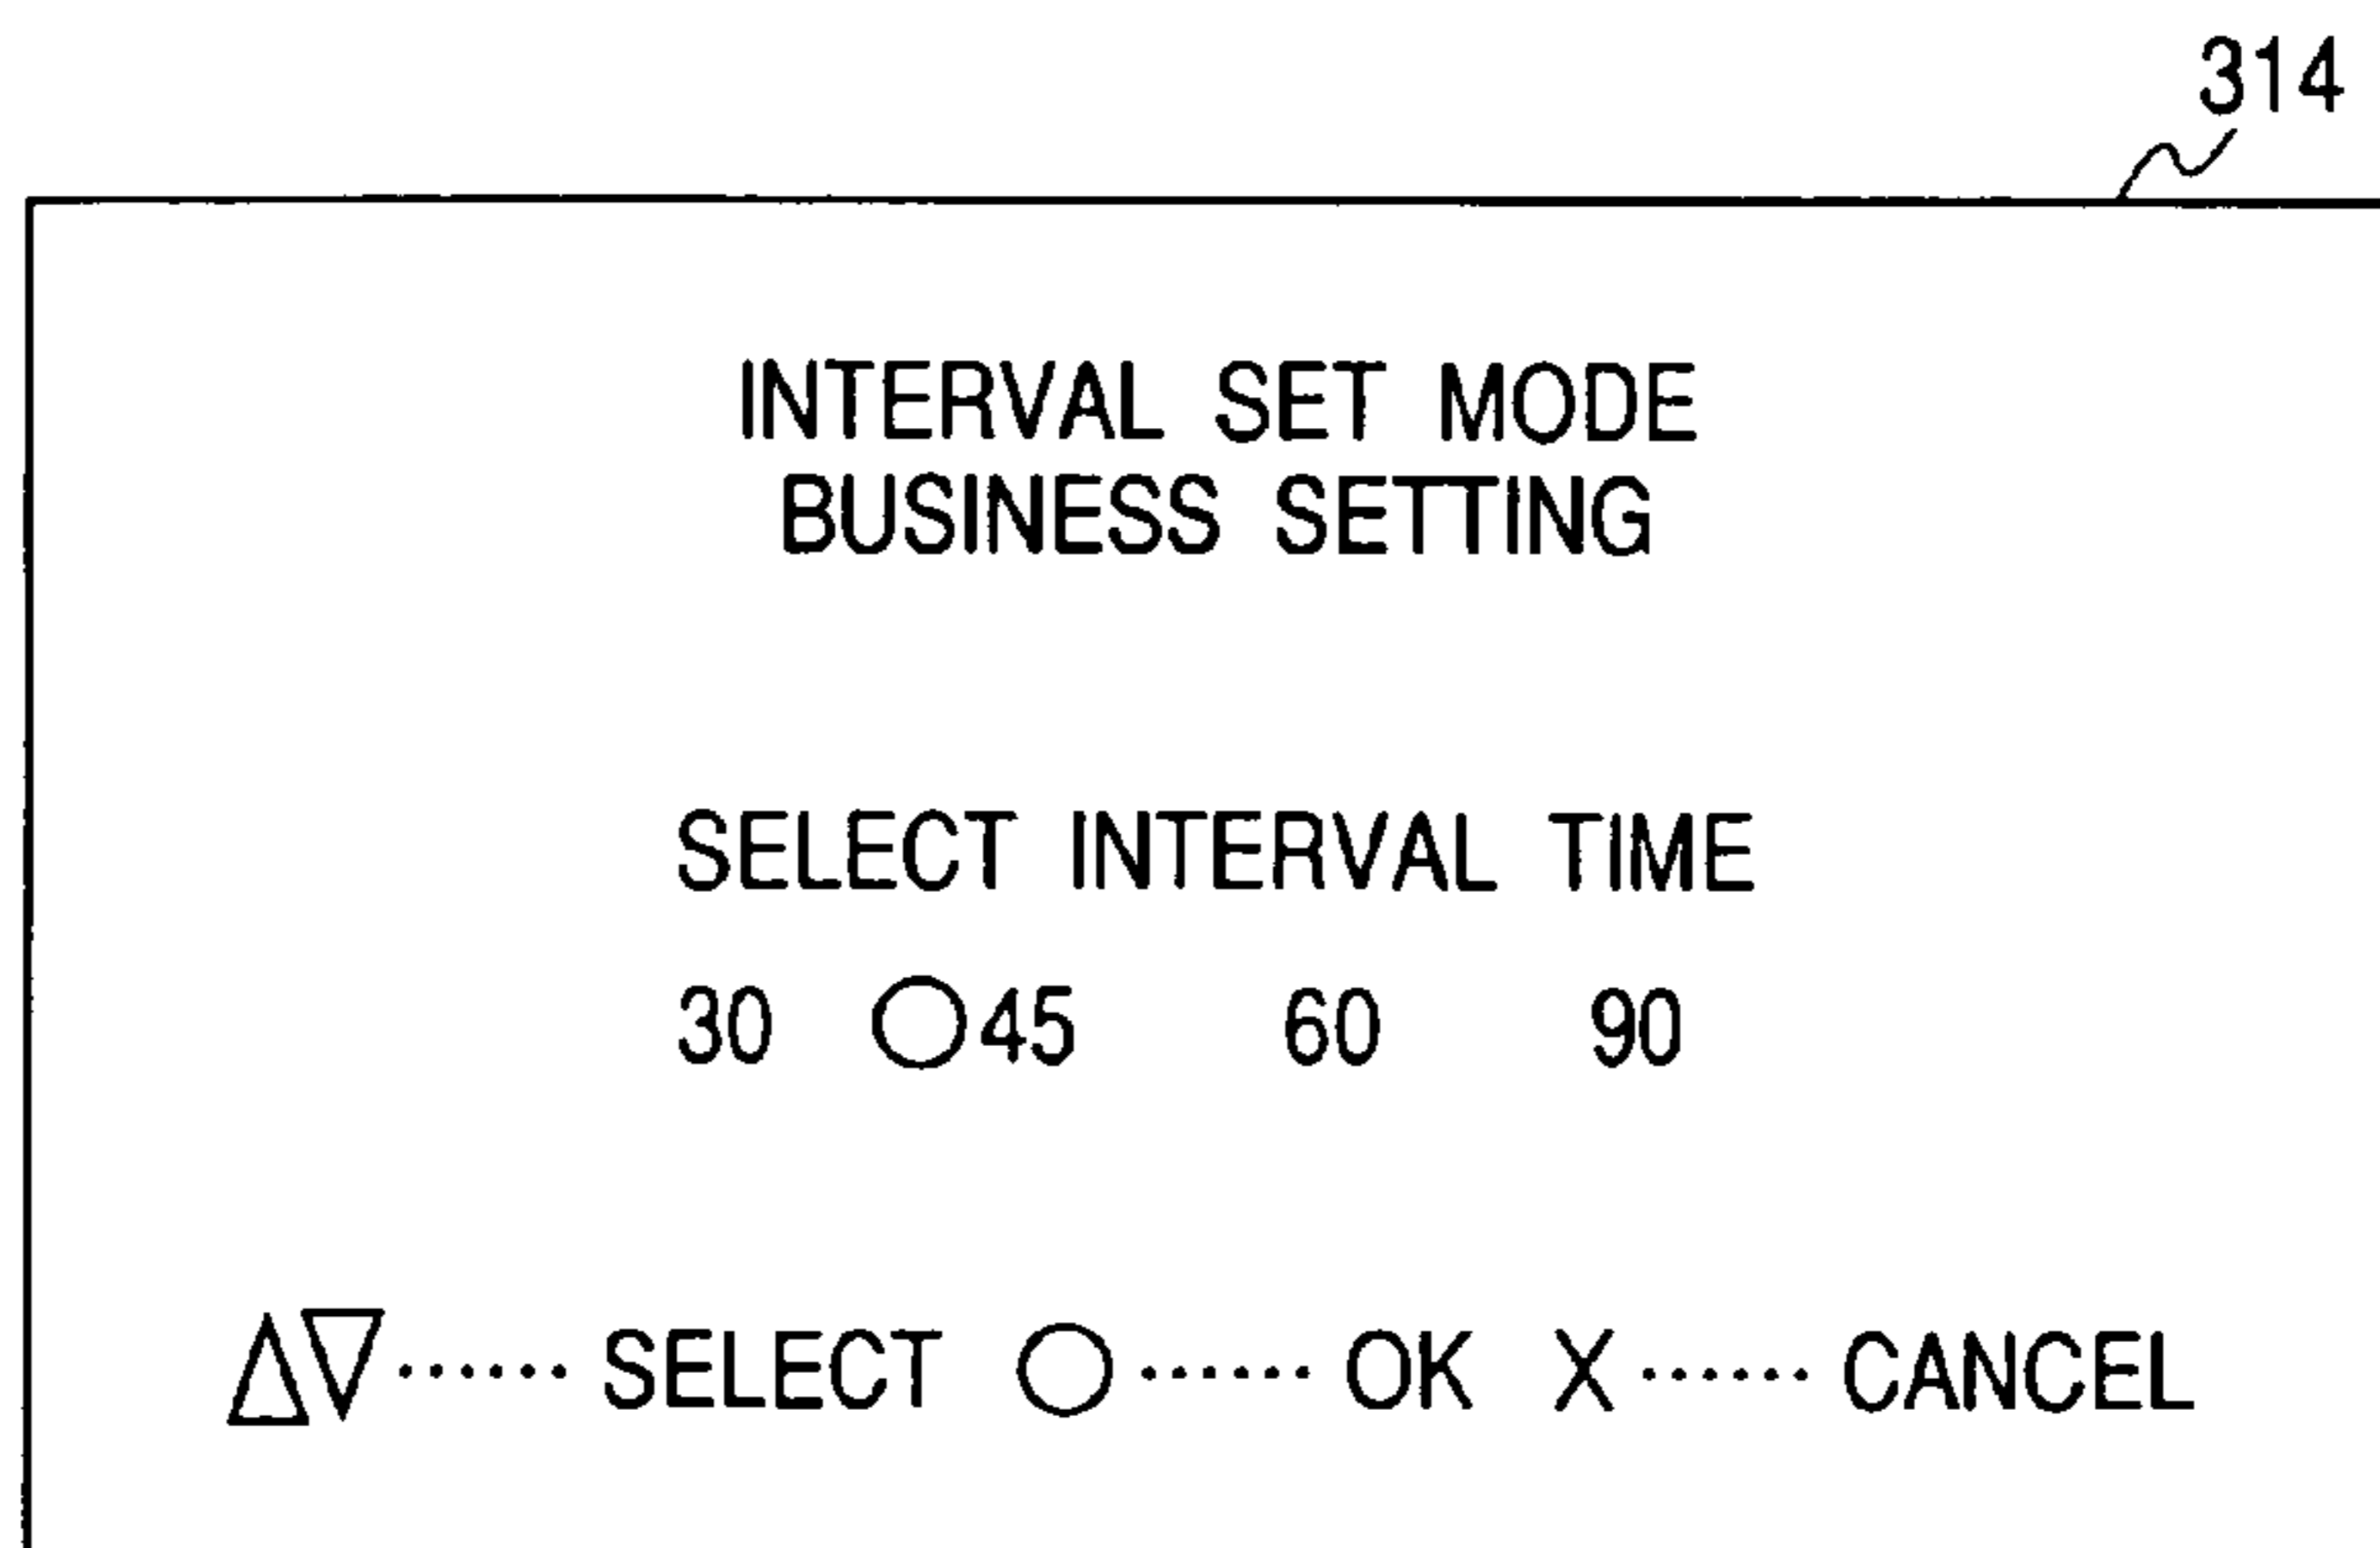 314
INTERVAL SET MODE
BUSINESS SETTING
SELECT INTERVAL TIME
30 ○45 60 90
△▽······ SELECT ○ ······ OK X ······ CANCEL